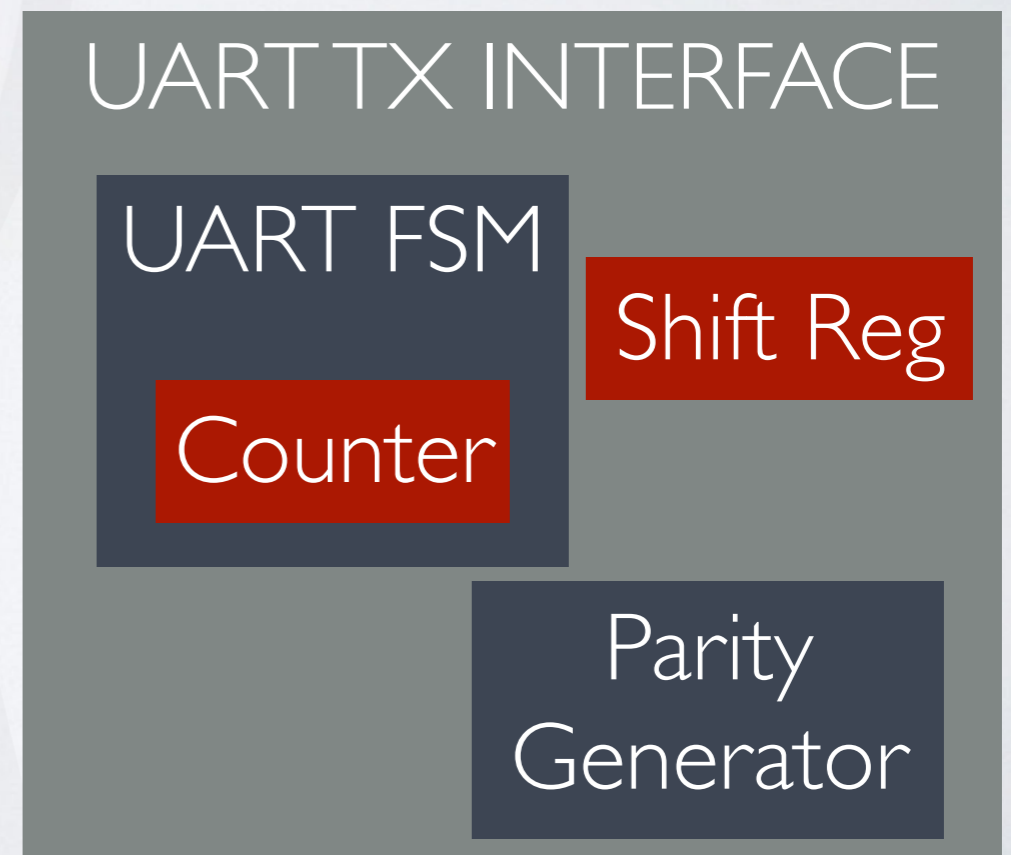 UART TX INTERFACE
UART FSM
Shift Reg
Counter
Parity
Generator